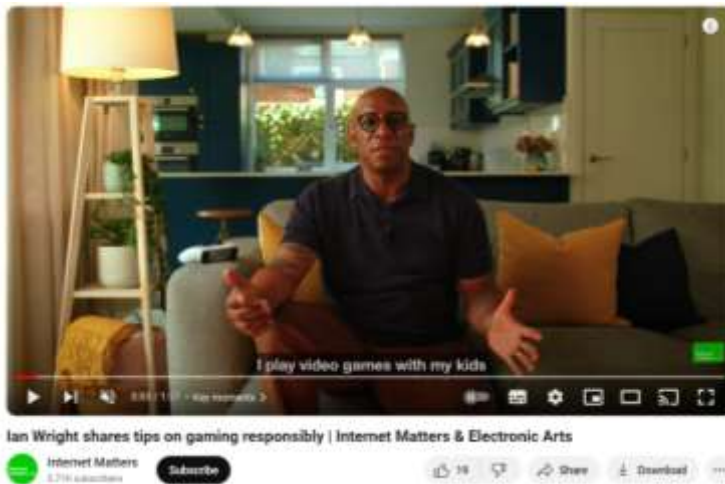 I play video games with my kids
Ian Wright shares tips on gaming responsibly | Internet Matters & Electronic Arts
Internet Matters
Subscribe
Share
Download